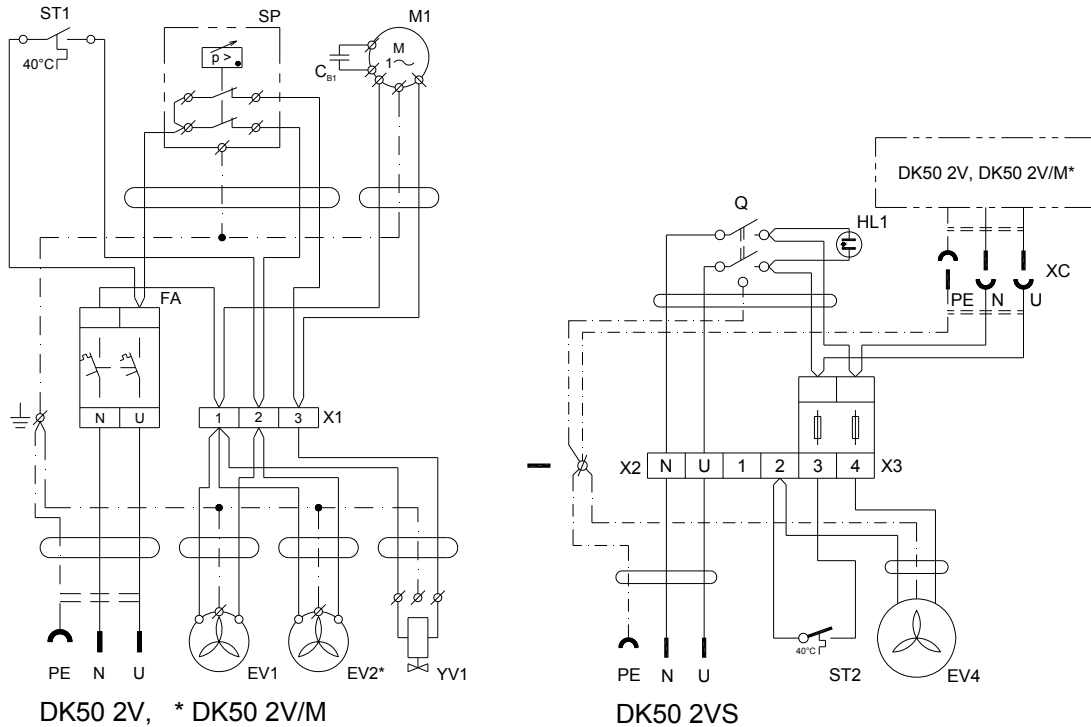 ST1
SP
M1
40°C
p >
M
1~
CB1
FA
N U
1 2 3 X1
PE N U
EV1
EV2*
YV1
DK50 2V, * DK50 2V/M
DK50 2V, DK50 2V/M*
Q
HL1
XC
PE N U
X2 N U 1 2 3 4 X3
40°C
PE N U
ST2
EV4
DK50 2VS